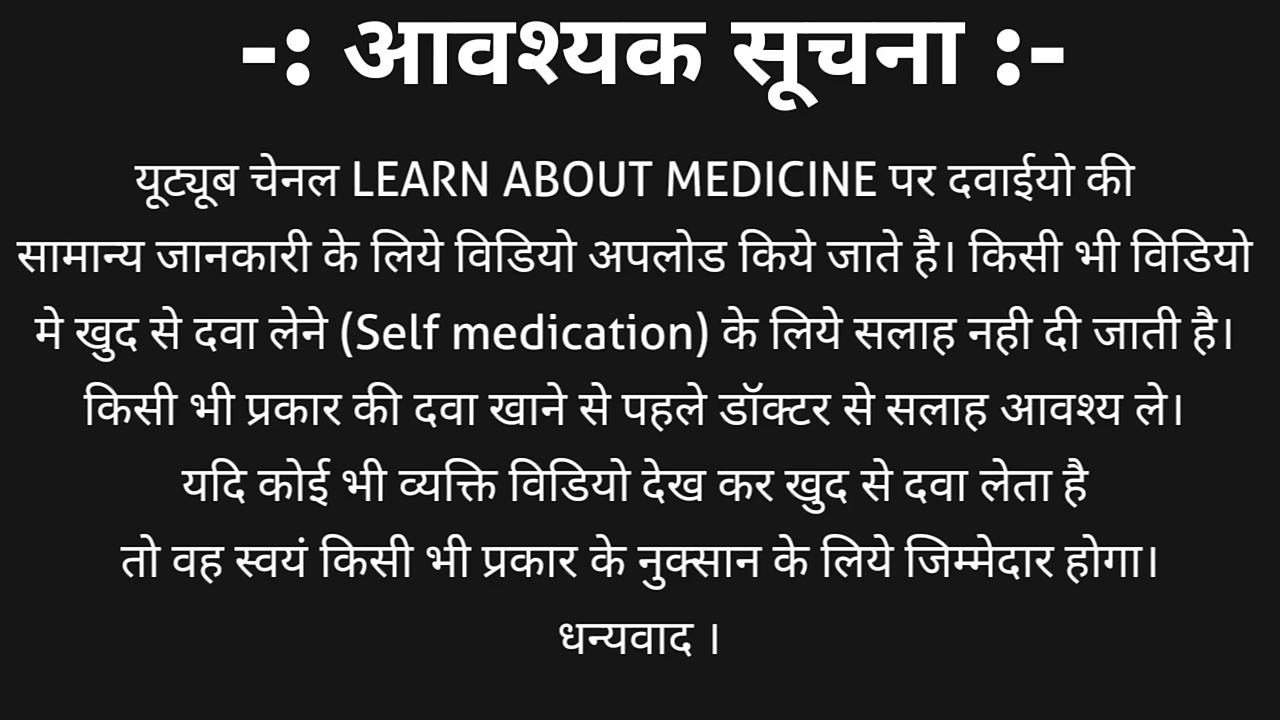 -: आवश्यक सूचना :-
यूट्यूब चेनल LEARN ABOUT MEDICINE पर दवाईयो की
सामान्य जानकारी के लिये विडियो अपलोड किये जाते है। किसी भी विडियो
मे खुद से दवा लेने (Self medication) के लिये सलाह नही दी जाती है।
किसी भी प्रकार की दवा खाने से पहले डॉक्टर से सलाह आवश्य ले।
यदि कोई भी व्यक्ति विडियो देख कर खुद से दवा लेता है
तो वह स्वयं किसी भी प्रकार के नुक्सान के लिये जिम्मेदार होगा।
धन्यवाद ।